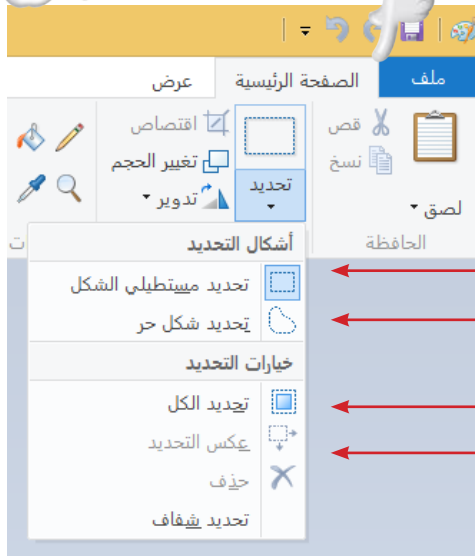 ملف
الصفحة الرئيسية
عرض
قص
نسخ
لصق
الحافظة
تحديد
اقتصاص
تغيير الحجم
تدوير
ت
أشكال التحديد
تحديد مستطيلي الشكل
تحديد شكل حر
خيارات التحديد
تحديد الكل
عكس التحديد
حذف
تحديد شفاف